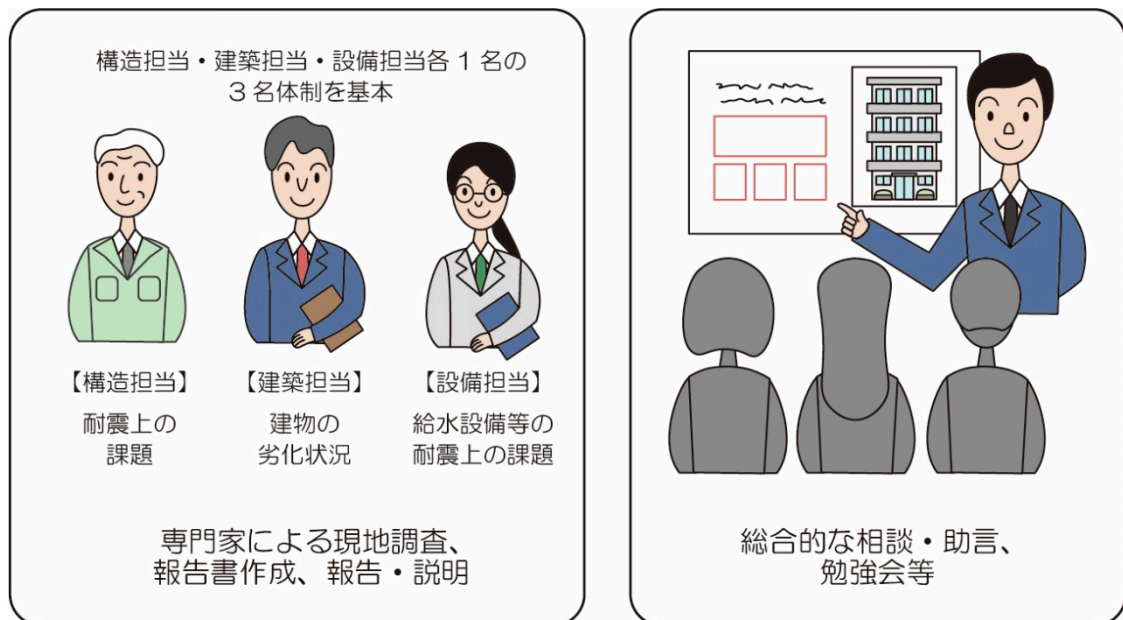 構造担当・建築担当・設備担当各1名の
3名体制を基本
【構造担当】
耐震上の
課題
【建築担当】
建物の
劣化状況
【設備担当】
給水設備等の
耐震上の課題
専門家による現地調査、
報告書作成、報告・説明
総合的な相談・助言、
勉強会等